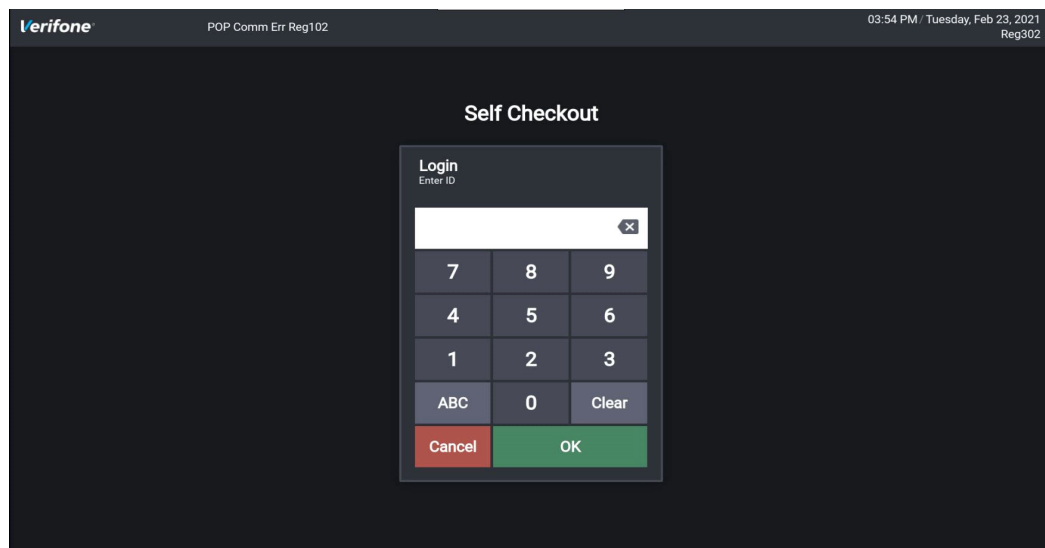 Verifone
POP Comm Err Reg102
03:54 PM / Tuesday, Feb 23, 2021
Reg302
Self Checkout
Login
Enter ID
7 8 9
4 5 6
1 2 3
ABC 0 Clear
Cancel OK